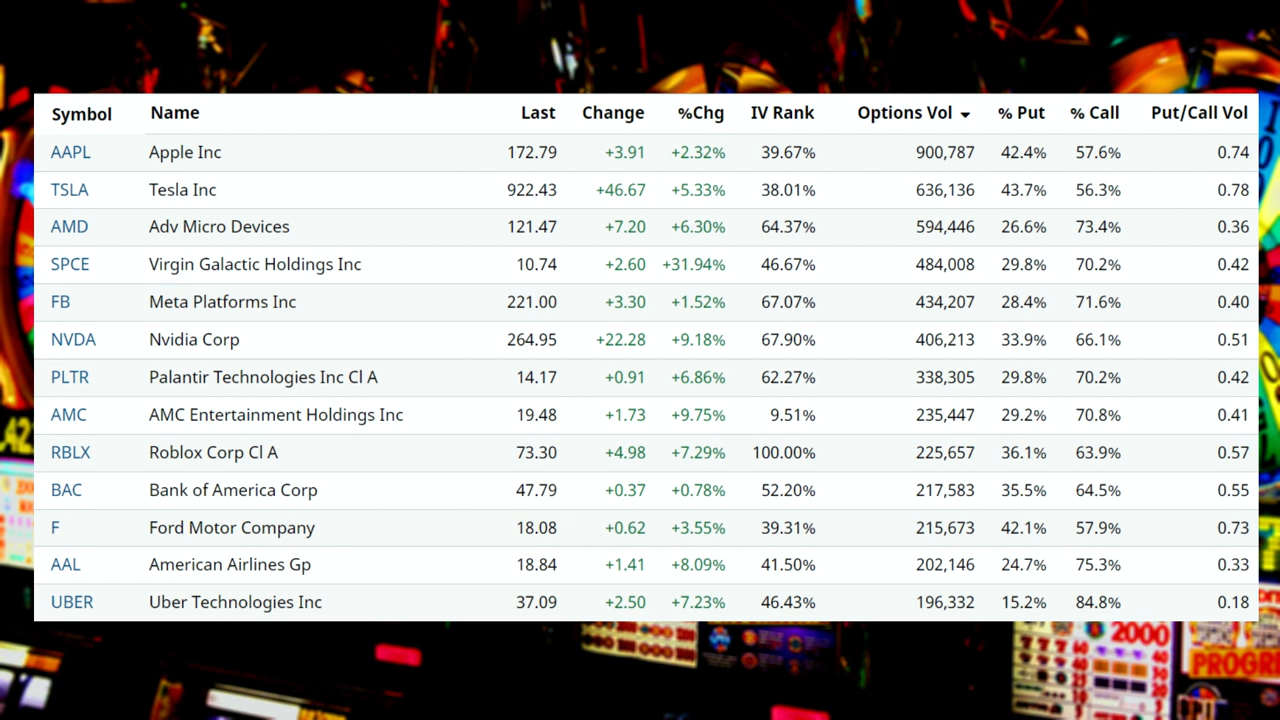 Symbol Name Last Change %Chg IV Rank Options Vol % Put % Call Put/Call Vol
AAPL Apple Inc 172.79 +3.91 +2.32% 39.67% 900,787 42.4% 57.6% 0.74
TSLA Tesla Inc 922.43 +46.67 +5.33% 38.01% 636,136 43.7% 56.3% 0.78
AMD Adv Micro Devices 121.47 +7.20 +6.30% 64.37% 594,446 26.6% 73.4% 0.36
SPCE Virgin Galactic Holdings Inc 10.74 +2.60 +31.94% 46.67% 484,008 29.8% 70.2% 0.42
FB Meta Platforms Inc 221.00 +3.30 +1.52% 67.07% 434,207 28.4% 71.6% 0.40
NVDA Nvidia Corp 264.95 +22.28 +9.18% 67.90% 406,213 33.9% 66.1% 0.51
PLTR Palantir Technologies Inc Cl A 14.17 +0.91 +6.86% 62.27% 338,305 29.8% 70.2% 0.42
AMC AMC Entertainment Holdings Inc 19.48 +1.73 +9.75% 9.51% 235,447 29.2% 70.8% 0.41
RBLX Roblox Corp Cl A 73.30 +4.98 +7.29% 100.00% 225,657 36.1% 63.9% 0.57
BAC Bank of America Corp 47.79 +0.37 +0.78% 52.20% 217,583 35.5% 64.5% 0.55
F Ford Motor Company 18.08 +0.62 +3.55% 39.31% 215,673 42.1% 57.9% 0.73
AAL American Airlines Gp 18.84 +1.41 +8.09% 41.50% 202,146 24.7% 75.3% 0.33
UBER Uber Technologies Inc 37.09 +2.50 +7.23% 46.43% 196,332 15.2% 84.8% 0.18
2000